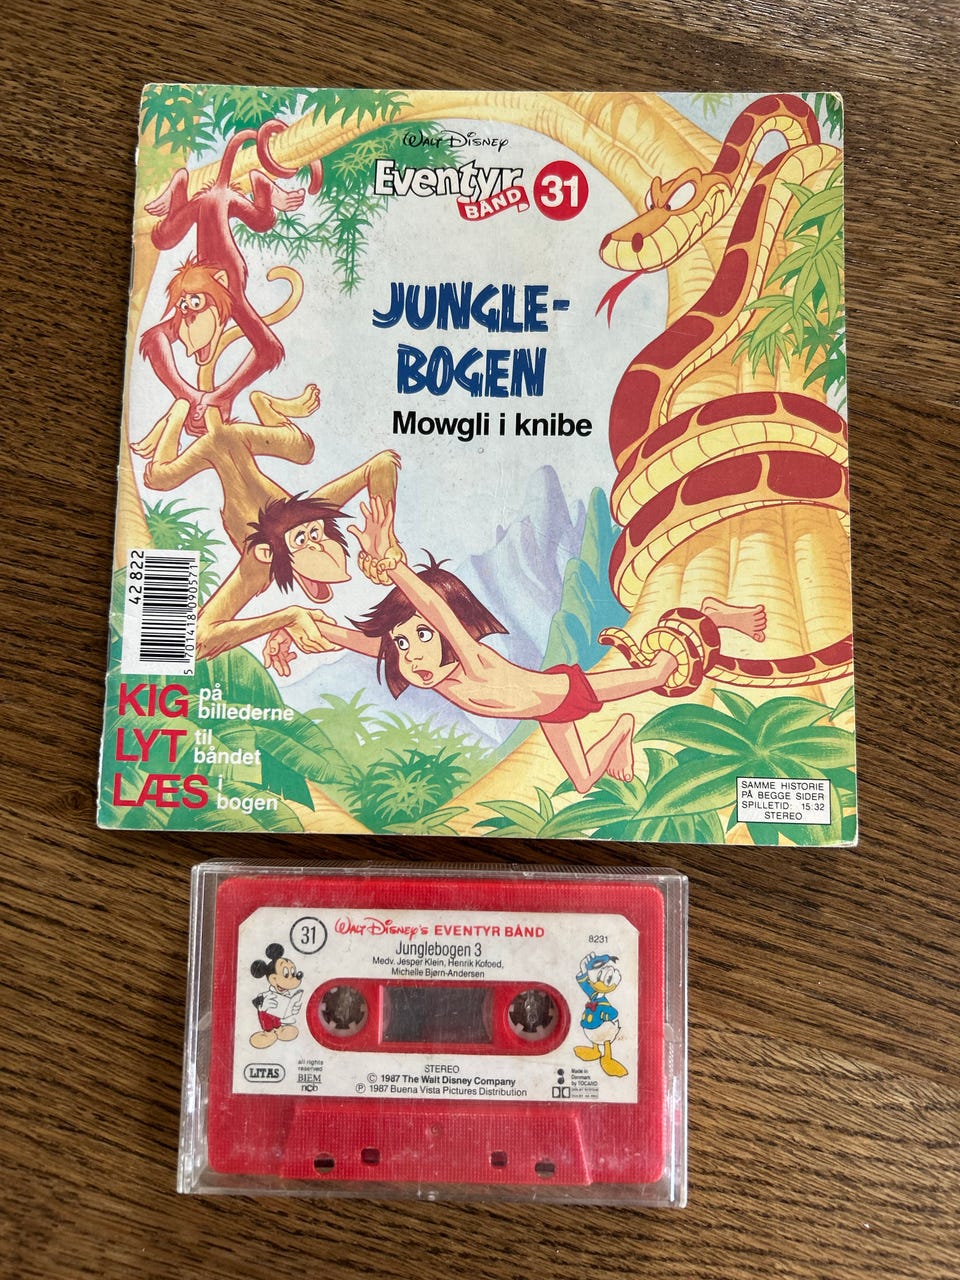 Walt Disney
Eventyr
BÅND
31
JUNGLE-
BOGEN
Mowgli i knibe
42 822
5 701418 090571
KIG på billederne
LYT til båndet
LÆS i bogen
SAMME HISTORIE
PÅ BEGGE SIDER
SPILLETID: 15:32
STEREO
31
Walt Disney's EVENTYR BÅND
8231
Junglebogen 3
Medv. Jesper Klein, Henrik Kofoed,
Michelle Bjørn-Andersen
LITAS
all rights
reserved
BIEM
ncb
STEREO
© 1987 The Walt Disney Company
℗ 1987 Buena Vista Pictures Distribution
Made in
Denmark
by TOCANO